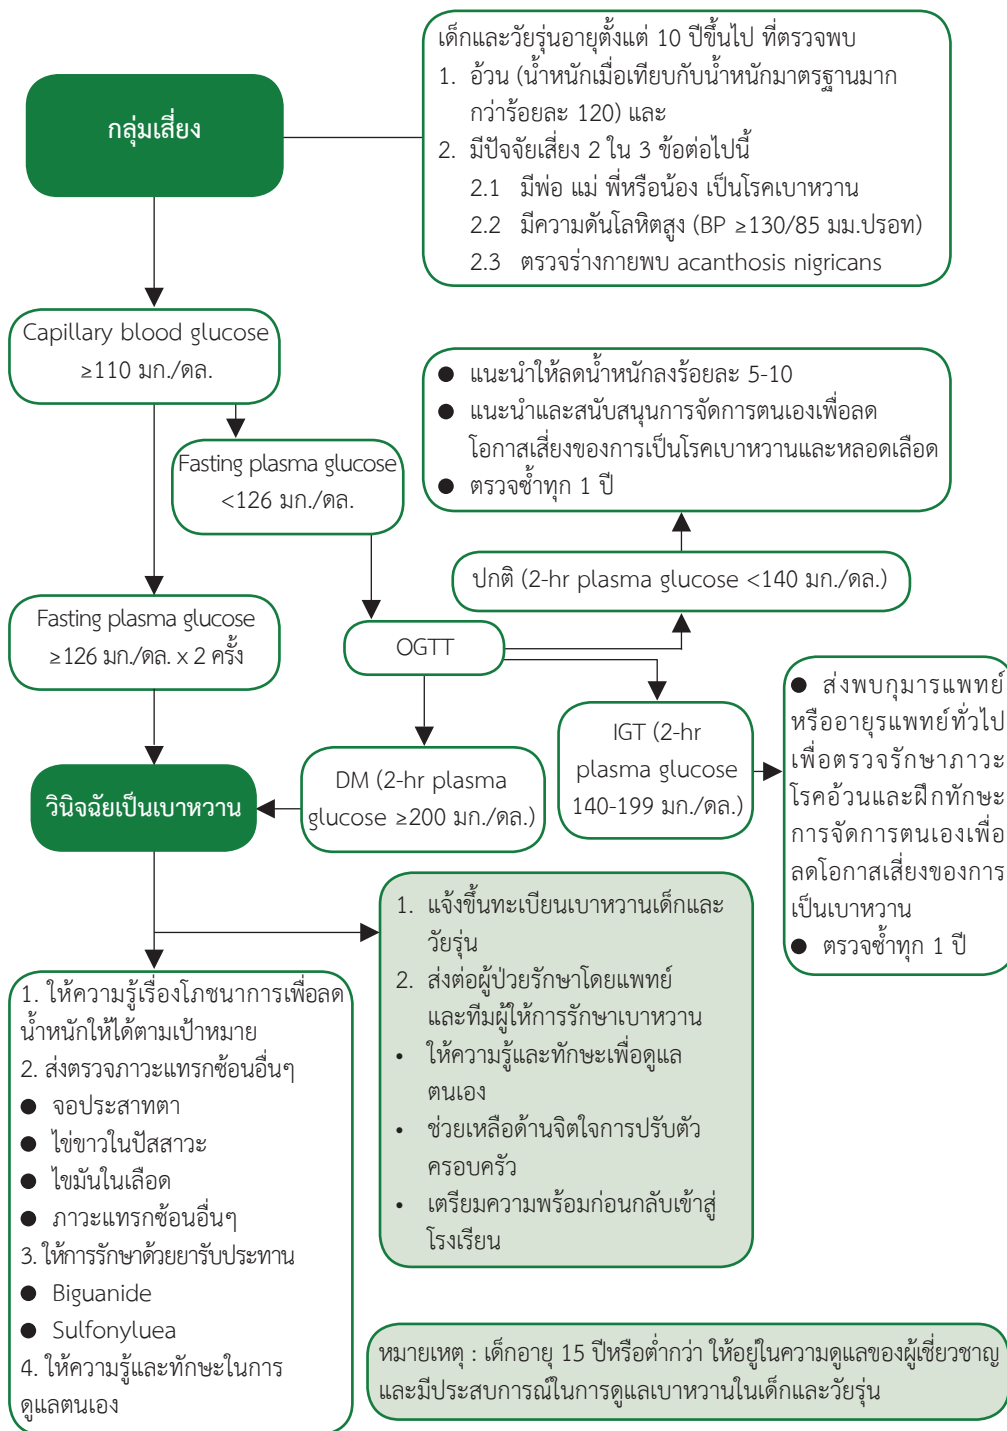 กลุ่มเสี่ยง
เด็กและวัยรุ่นอายุตั้งแต่ 10 ปีขึ้นไป ที่ตรวจพบ
1. อ้วน (น้ำหนักเมื่อเทียบกับน้ำหนักมาตรฐานมาก
กว่าร้อยละ 120) และ
2. มีปัจจัยเสี่ยง 2 ใน 3 ข้อต่อไปนี้
2.1 มีพ่อ แม่ พี่หรือน้อง เป็นโรคเบาหวาน
2.2 มีความดันโลหิตสูง (BP ≥130/85 มม.ปรอท)
2.3 ตรวจร่างกายพบ acanthosis nigricans
Capillary blood glucose
≥110 มก./ดล.
● แนะนำให้ลดน้ำหนักลงร้อยละ 5-10
● แนะนำและสนับสนุนการจัดการตนเองเพื่อลด
โอกาสเสี่ยงของการเป็นโรคเบาหวานและหลอดเลือด
● ตรวจซ้ำทุก 1 ปี
Fasting plasma glucose
<126 มก./ดล.
ปกติ (2-hr plasma glucose <140 มก./ดล.)
Fasting plasma glucose
≥126 มก./ดล. x 2 ครั้ง
OGTT
IGT (2-hr
plasma glucose
140-199 มก./ดล.)
● ส่งพบกุมารแพทย์
หรืออายุรแพทย์ทั่วไป
เพื่อตรวจรักษาภาวะ
โรคอ้วนและฝึกทักษะ
การจัดการตนเองเพื่อ
ลดโอกาสเสี่ยงของการ
เป็นเบาหวาน
● ตรวจซ้ำทุก 1 ปี
วินิจฉัยเป็นเบาหวาน
DM (2-hr plasma
glucose ≥200 มก./ดล.)
1. แจ้งขึ้นทะเบียนเบาหวานเด็กและ
วัยรุ่น
2. ส่งต่อผู้ป่วยรักษาโดยแพทย์
และทีมผู้ให้การรักษาเบาหวาน
• ให้ความรู้และทักษะเพื่อดูแล
ตนเอง
• ช่วยเหลือด้านจิตใจการปรับตัว
ครอบครัว
• เตรียมความพร้อมก่อนกลับเข้าสู่
โรงเรียน
1. ให้ความรู้เรื่องโภชนาการเพื่อลด
น้ำหนักให้ได้ตามเป้าหมาย
2. ส่งตรวจภาวะแทรกซ้อนอื่นๆ
● จอประสาทตา
● ไข่ขาวในปัสสาวะ
● ไขมันในเลือด
● ภาวะแทรกซ้อนอื่นๆ
3. ให้การรักษาด้วยยารับประทาน
● Biguanide
● Sulfonyluea
4. ให้ความรู้และทักษะในการ
ดูแลตนเอง
หมายเหตุ : เด็กอายุ 15 ปีหรือต่ำกว่า ให้อยู่ในความดูแลของผู้เชี่ยวชาญ
และมีประสบการณ์ในการดูแลเบาหวานในเด็กและวัยรุ่น